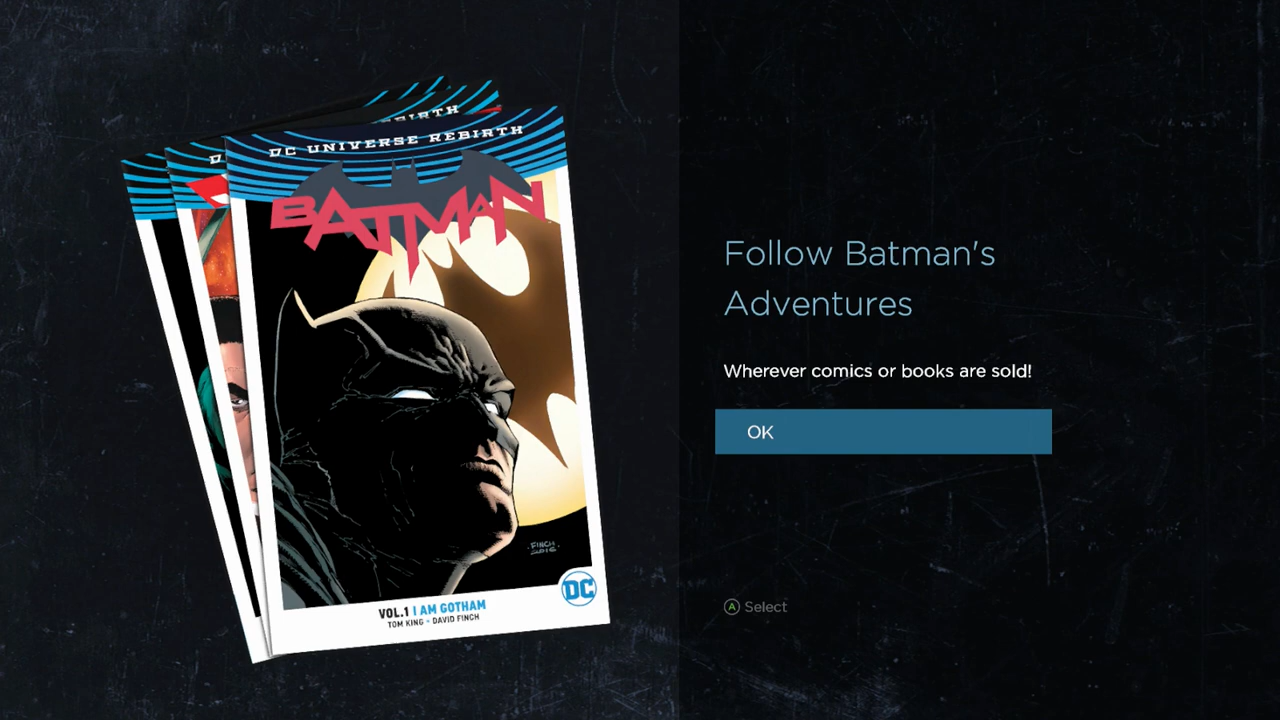 EBIRTH
D
DC UNIVERSE REBIRTH
BATMAN
FINCH
2016
DC
VOL.1 I AM GOTHAM
TOM KING • DAVID FINCH
Follow Batman's
Adventures
Wherever comics or books are sold!
OK
A Select